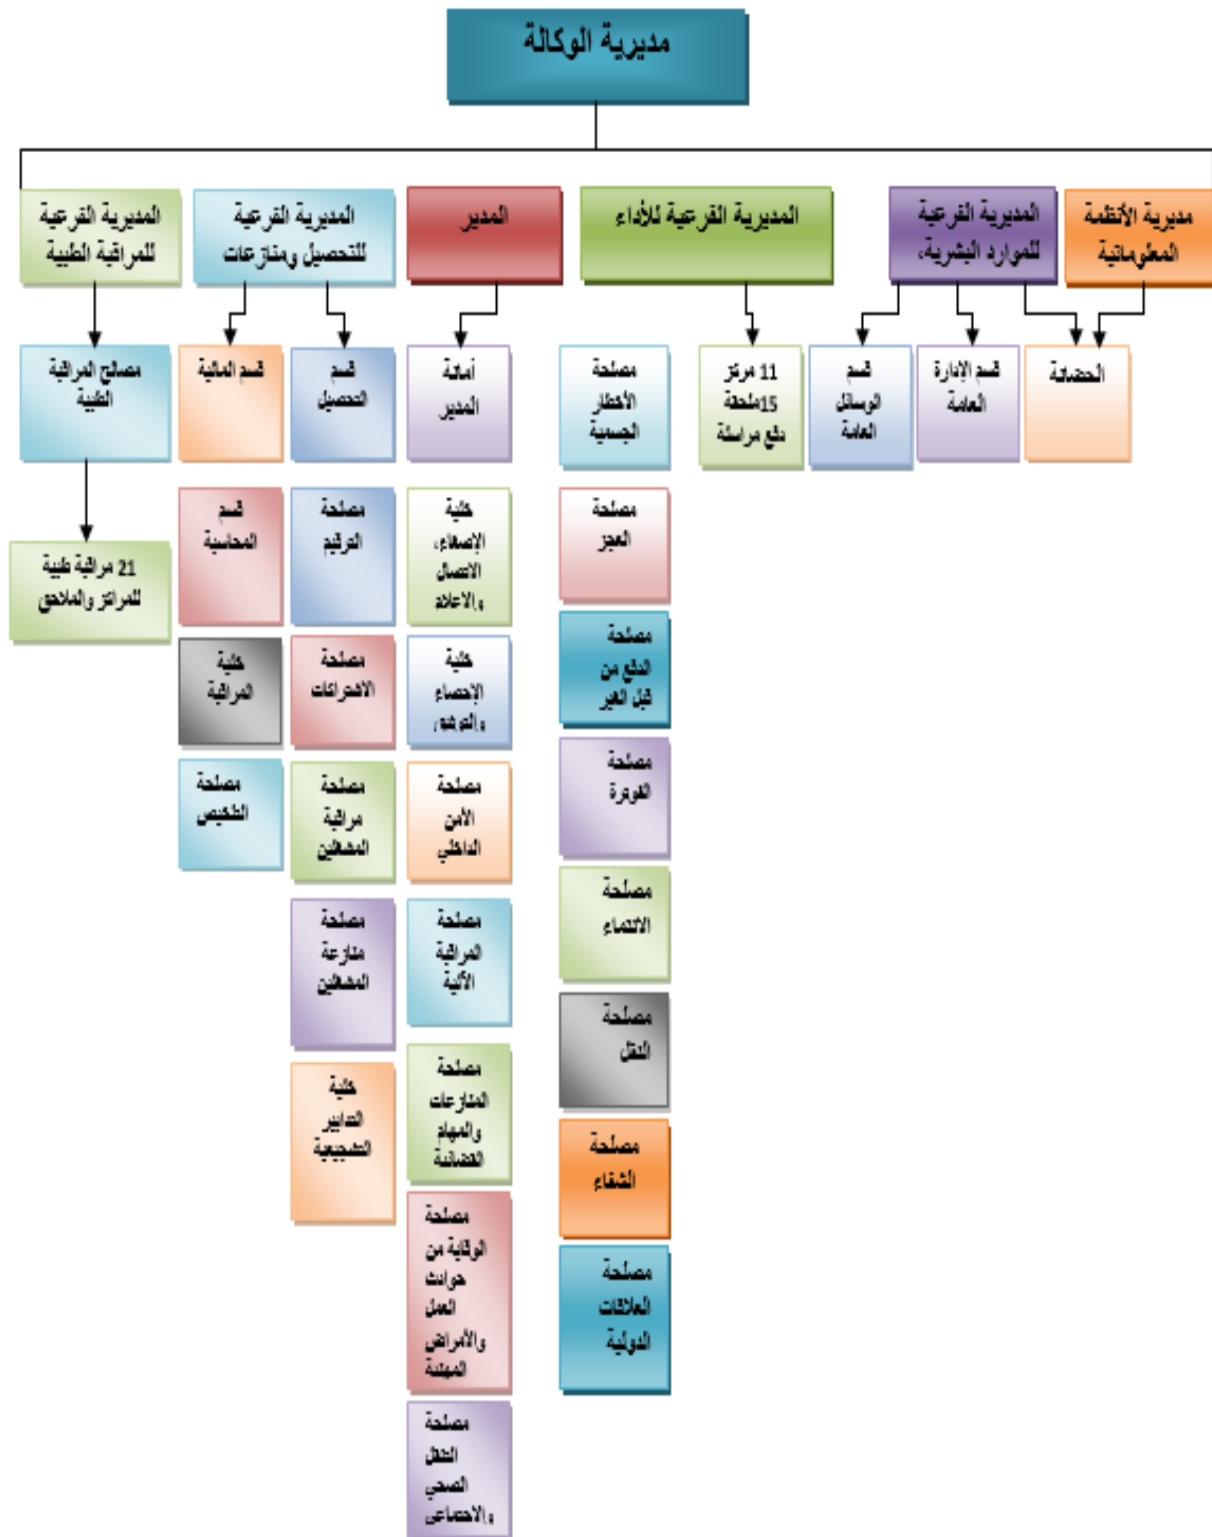 مديرية الوكالة
مديرية الأنظمة
المعلوماتية
المديرية الفرعية
للموارد البشرية،
المديرية الفرعية للأداء
المدير
المديرية الفرعية
للتحصيل ومنازعات
المديرية الفرعية
للمراقبة الطبية
الحضانة
قسم الإدارة
العامة
قسم
الوسائل
العامة
11 مركز
15ملحقة
دفع مراسلة
مصلحة
الأخطار
الجسمية
أمانة
المدير
قسم
التحصيل
قسم المالية
مصالح المراقبة
الطبية
مصلحة
العجز
مصلحة
الدفع من
قبل الغير
مصلحة
الفوترة
مصلحة
الانتماء
مصلحة
النقل
مصلحة
الشفاء
مصلحة
العلاقات
الدولية
خلية
الإصغاء،
الاتصال
والاعلام
خلية
الإحصاء
مصلحة
الأمن
الداخلي
مصلحة
المراقبة
الآلية
مصلحة
المنازعات
والمهام
القضائية
مصلحة
الوقاية من
حوادث
العمل
والأمراض
المهنية
مصلحة
الصحي
والاجتماعي
مصلحة
الترقيم
مصلحة
الاشتراكات
مصلحة
مراقبة
المشغلين
مصلحة
منازعة
المشغلين
خلية
التدابير
التشجيعية
قسم
المحاسبة
خلية
المراقبة
مصلحة
21 مراقبة طبية
للمراكز والملاحق